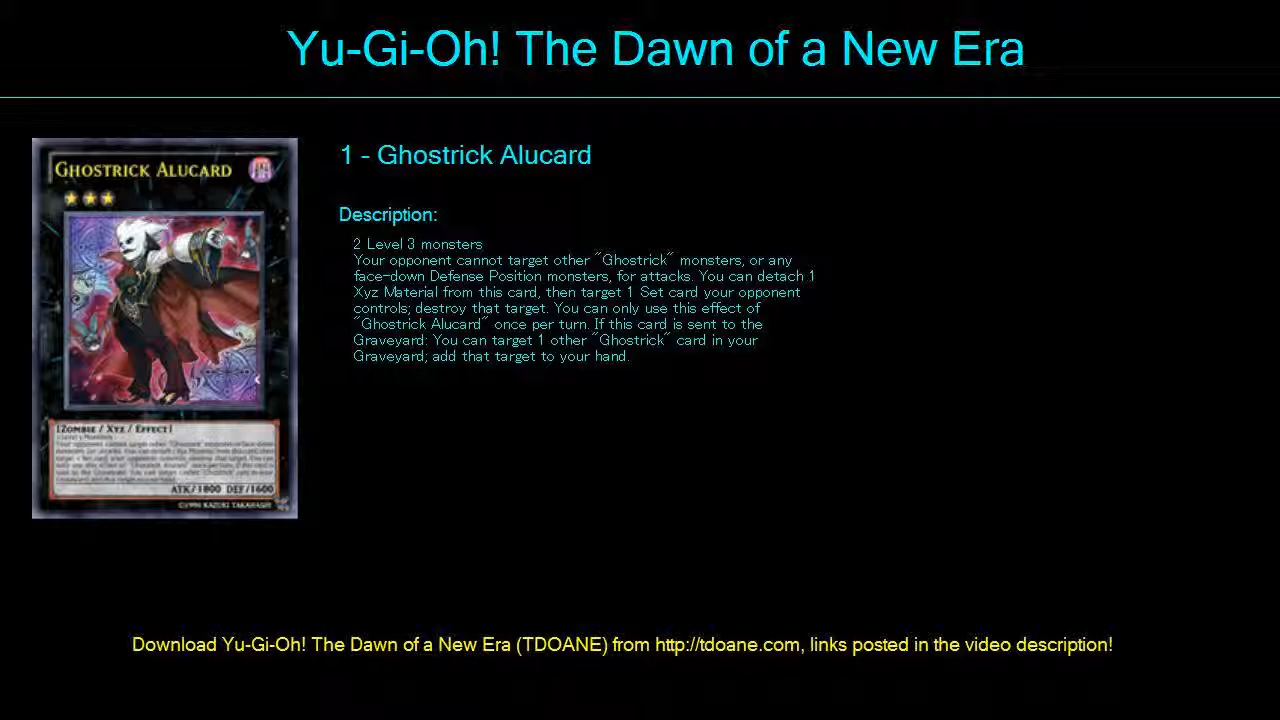 Yu-Gi-Oh! The Dawn of a New Era
GHOSTRICK ALUCARD
[ZOMBIE / XYZ / EFFECT]
ATK/1800 DEF/1600
©1996 KAZUKI TAKAHASHI
1 - Ghostrick Alucard
Description:
2 Level 3 monsters
Your opponent cannot target other "Ghostrick" monsters, or any
face-down Defense Position monsters, for attacks. You can detach 1
Xyz Material from this card, then target 1 Set card your opponent
controls; destroy that target. You can only use this effect of
"Ghostrick Alucard" once per turn. If this card is sent to the
Graveyard: You can target 1 other "Ghostrick" card in your
Graveyard; add that target to your hand.
Download Yu-Gi-Oh! The Dawn of a New Era (TDOANE) from http://tdoane.com, links posted in the video description!